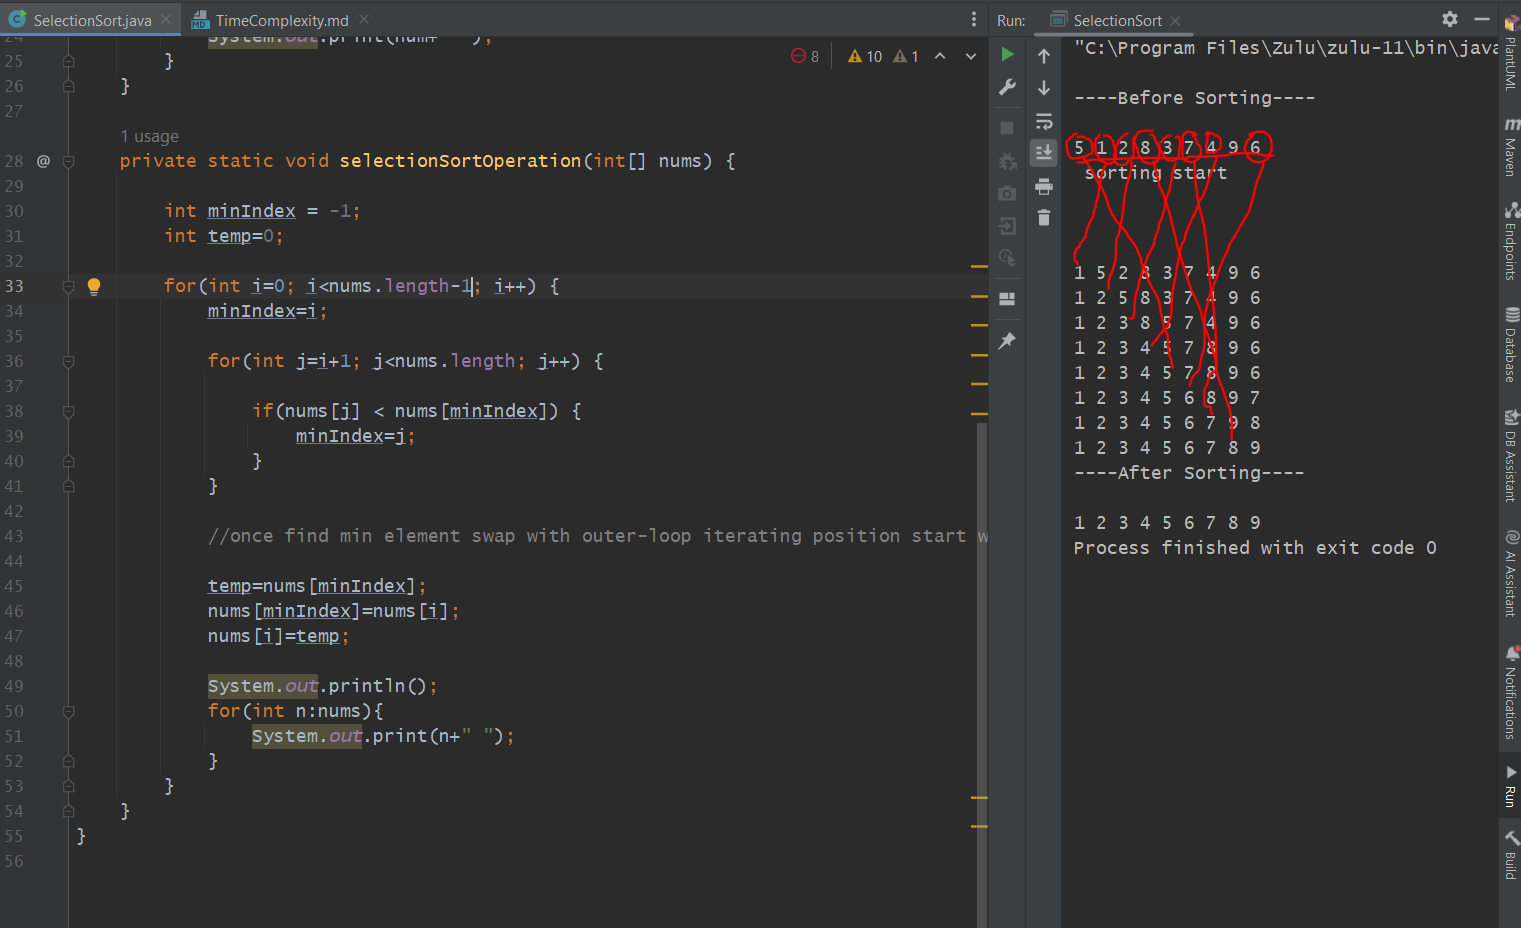 SelectionSort.java
TimeComplexity.md
Run:
SelectionSort
8
10
1
24 System.out.print(num+" ");
25 }
26 }
27
1 usage
28 @ private static void selectionSortOperation(int[] nums) {
29
30 int minIndex = -1;
31 int temp=0;
32
33 for(int i=0; i<nums.length-1; i++) {
34 minIndex=i;
35
36 for(int j=i+1; j<nums.length; j++) {
37
38 if(nums[j] < nums[minIndex]) {
39 minIndex=j;
40 }
41 }
42
43 //once find min element swap with outer-loop iterating position start w
44
45 temp=nums[minIndex];
46 nums[minIndex]=nums[i];
47 nums[i]=temp;
48
49 System.out.println();
50 for(int n:nums){
51 System.out.print(n+" ");
52 }
53 }
54 }
55 }
56
"C:\Program Files\Zulu\zulu-11\bin\java
----Before Sorting----
5 1 2 8 3 7 4 9 6
sorting start
1 5 2 8 3 7 4 9 6
1 2 5 8 3 7 4 9 6
1 2 3 8 5 7 4 9 6
1 2 3 4 5 7 8 9 6
1 2 3 4 5 7 8 9 6
1 2 3 4 5 6 8 9 7
1 2 3 4 5 6 7 9 8
1 2 3 4 5 6 7 8 9
----After Sorting----
1 2 3 4 5 6 7 8 9
Process finished with exit code 0
PlantUML
Maven
Endpoints
Database
DB Assistant
AI Assistant
Notifications
Run
Build